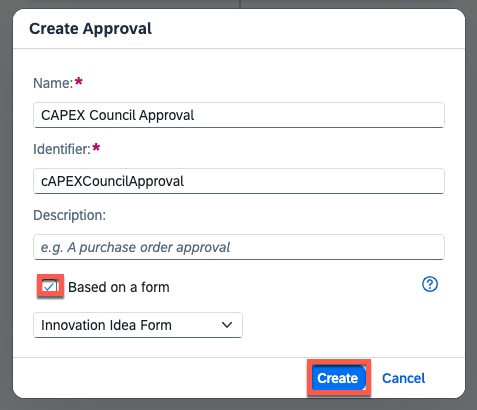 Create Approval
Name:*
CAPEX Council Approval
Identifier:*
cAPEXCouncilApproval
Description:
e.g. A purchase order approval
Based on a form
Innovation Idea Form
Create Cancel